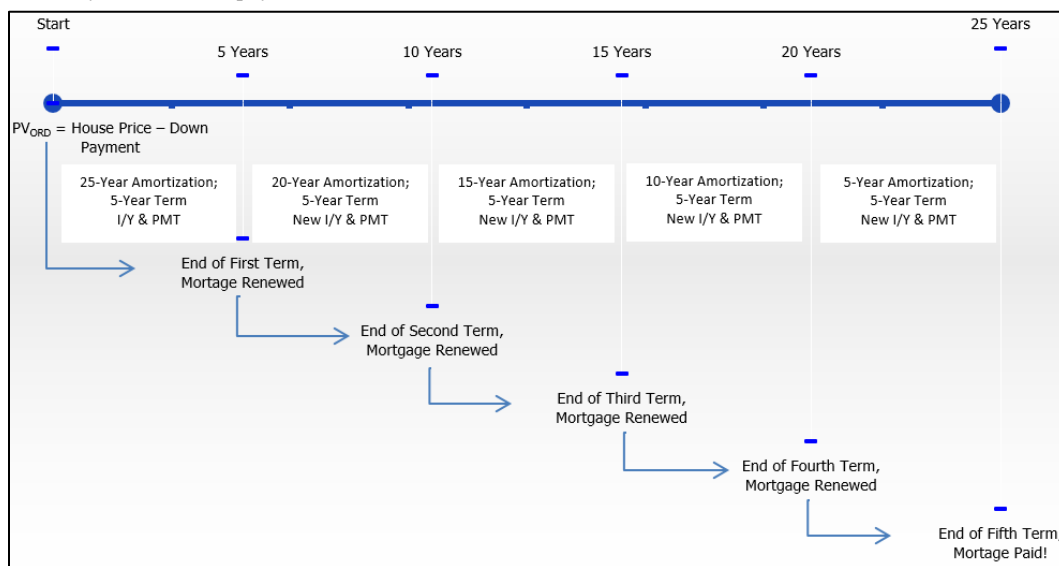 Start
25 Years
5 Years
10 Years
15 Years
20 Years
PVORD = House Price – Down
Payment
25-Year Amortization;
5-Year Term
I/Y & PMT
20-Year Amortization;
5-Year Term
New I/Y & PMT
15-Year Amortization;
5-Year Term
New I/Y & PMT
10-Year Amortization;
5-Year Term
New I/Y & PMT
5-Year Amortization;
5-Year Term
New I/Y & PMT
End of First Term,
Mortage Renewed
End of Second Term,
Mortgage Renewed
End of Third Term,
Mortgage Renewed
End of Fourth Term,
Mortgage Renewed
End of Fifth Term,
Mortage Paid!